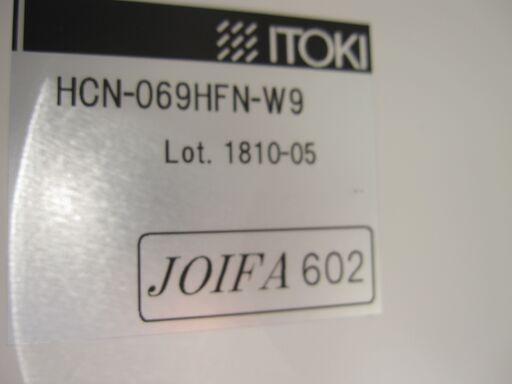 ITOKI
HCN-069HFN-W9
Lot. 1810-05
JOIFA 602